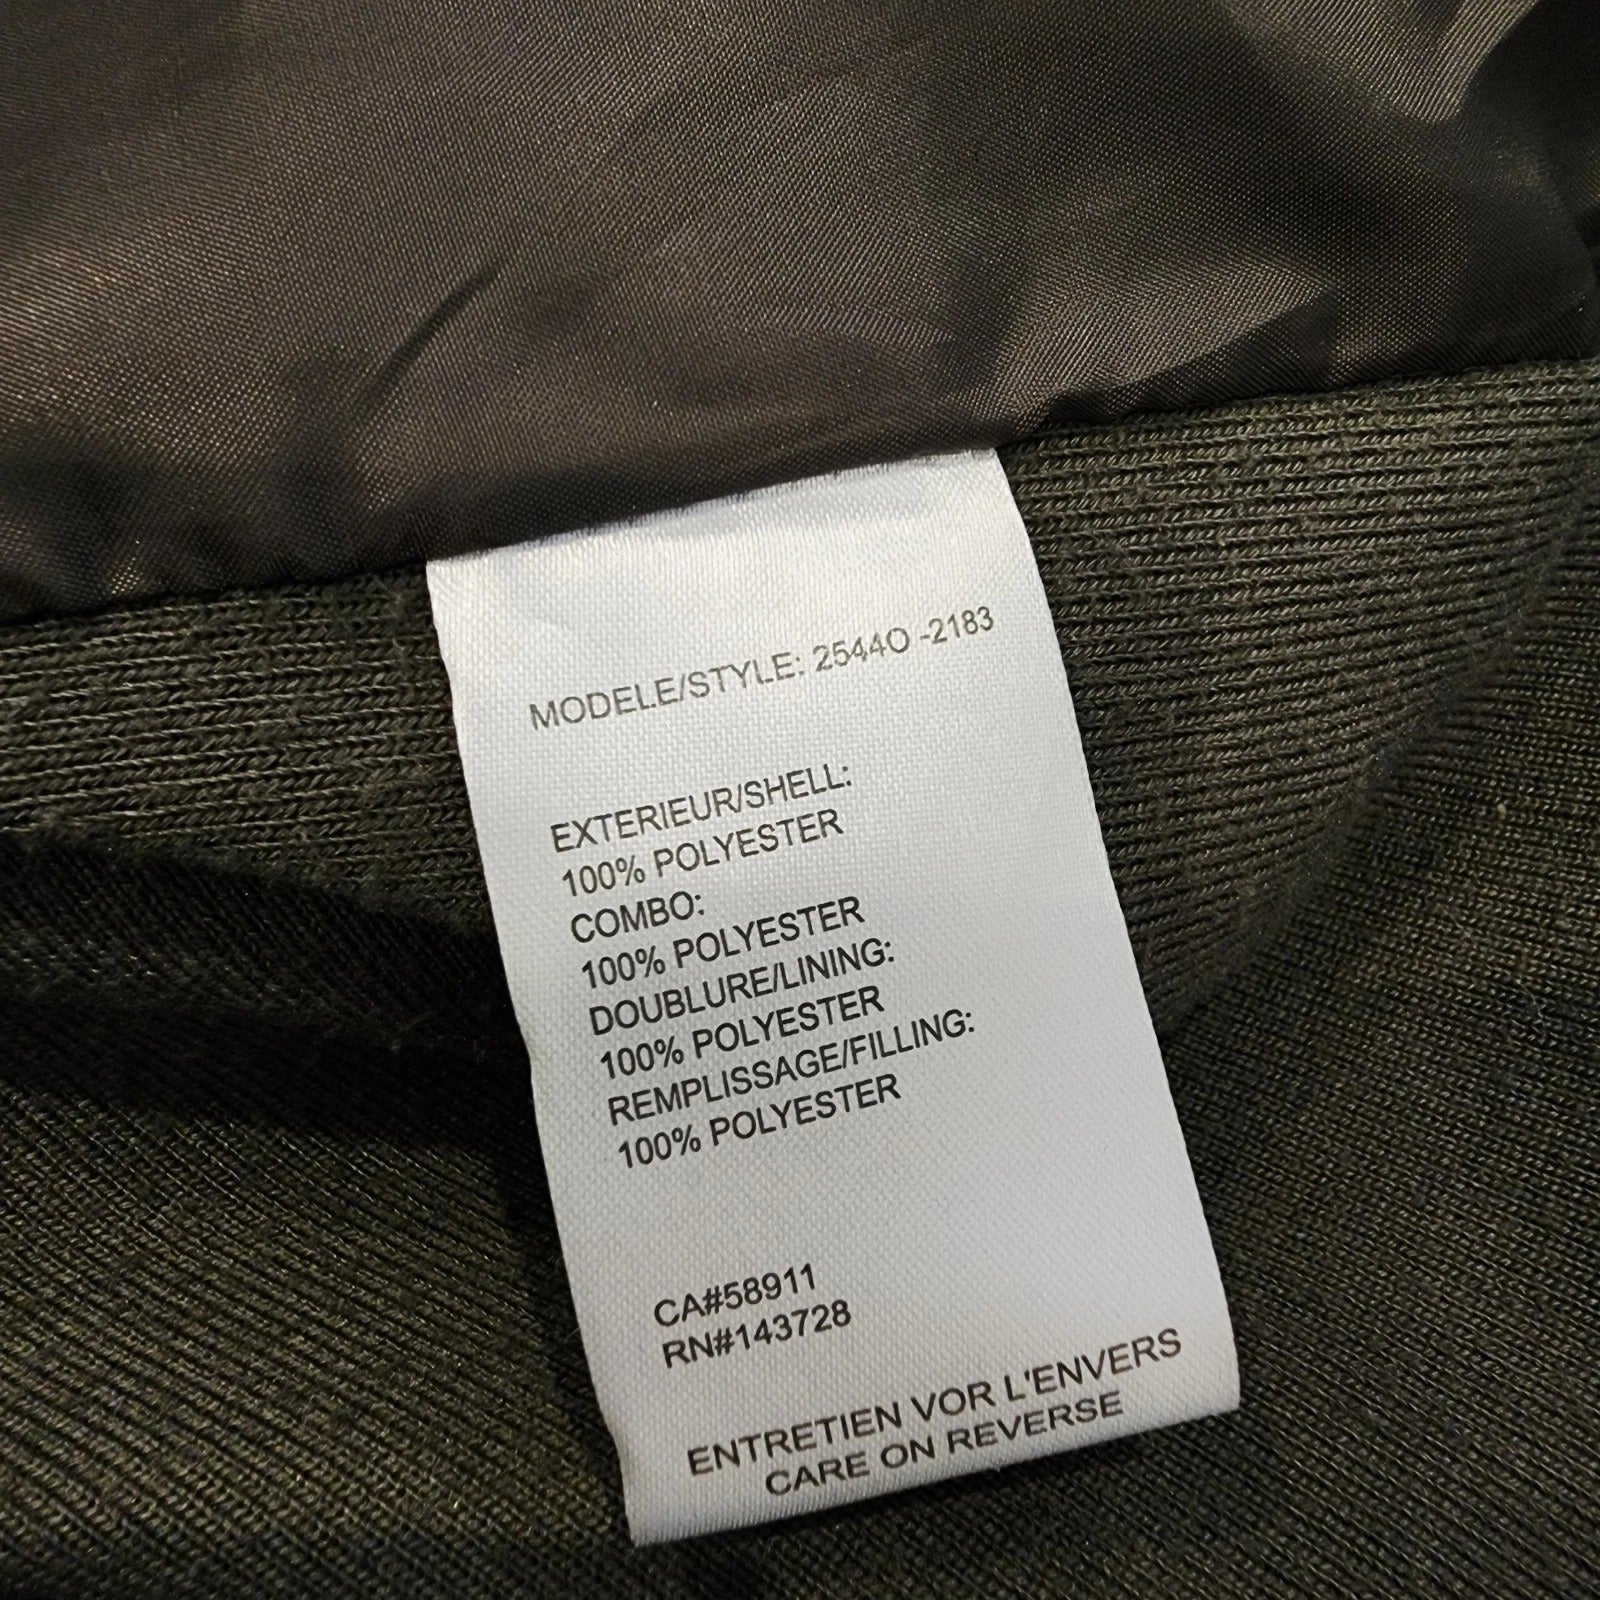 MODELE/STYLE: 2544O -2183
EXTERIEUR/SHELL:
100% POLYESTER
COMBO:
100% POLYESTER
DOUBLURE/LINING:
100% POLYESTER
REMPLISSAGE/FILLING:
100% POLYESTER
CA#58911
RN#143728
ENTRETIEN VOR L'ENVERS
CARE ON REVERSE